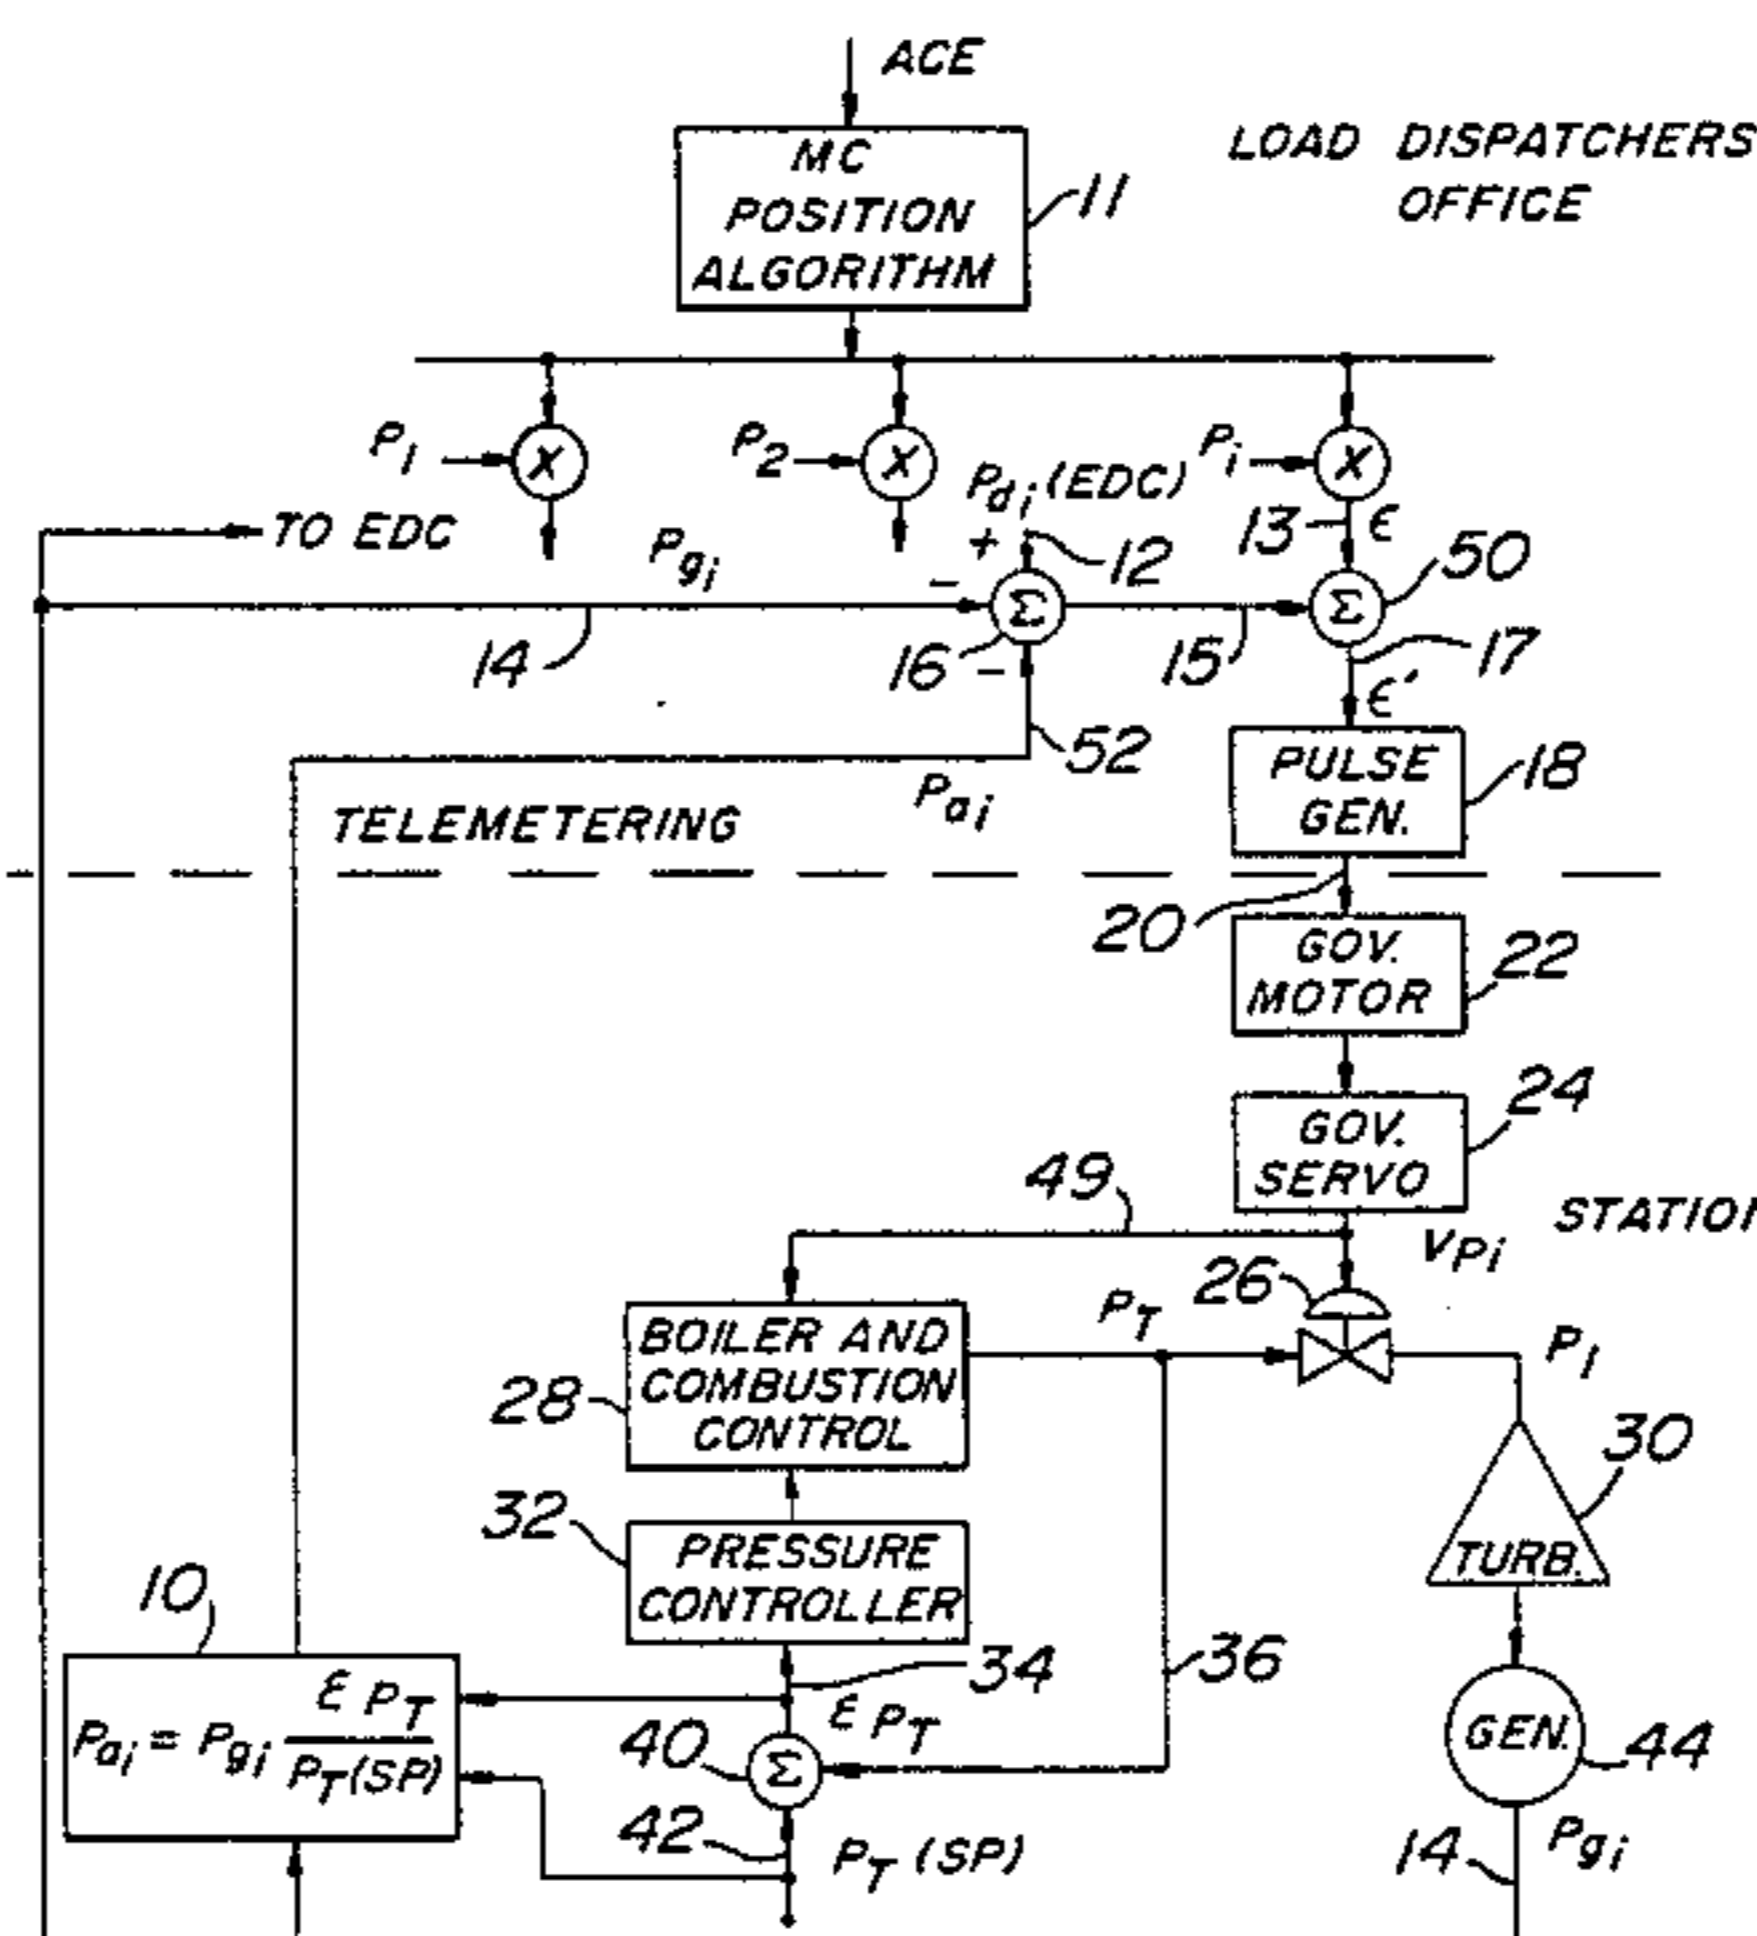 ACE
MC
POSITION
ALGORITHM
11
LOAD DISPATCHERS
OFFICE
P1
X
P2
X
Pdi (EDC)
Pi
X
TO EDC
Pgi
+
12
13
ϵ
50
-
Σ
Σ
14
16
-
15
17
ϵ'
52
Pai
PULSE
GEN.
18
TELEMETERING
20
GOV.
MOTOR
22
GOV.
SERVO
24
49
VPi
26
PT
P1
BOILER AND
COMBUSTION
CONTROL
28
30
TURB.
32
PRESSURE
CONTROLLER
10
34
36
Pai = Pgi ε PT / PT(SP)
ε PT
40
Σ
GEN.
44
42
PT (SP)
14
Pgi